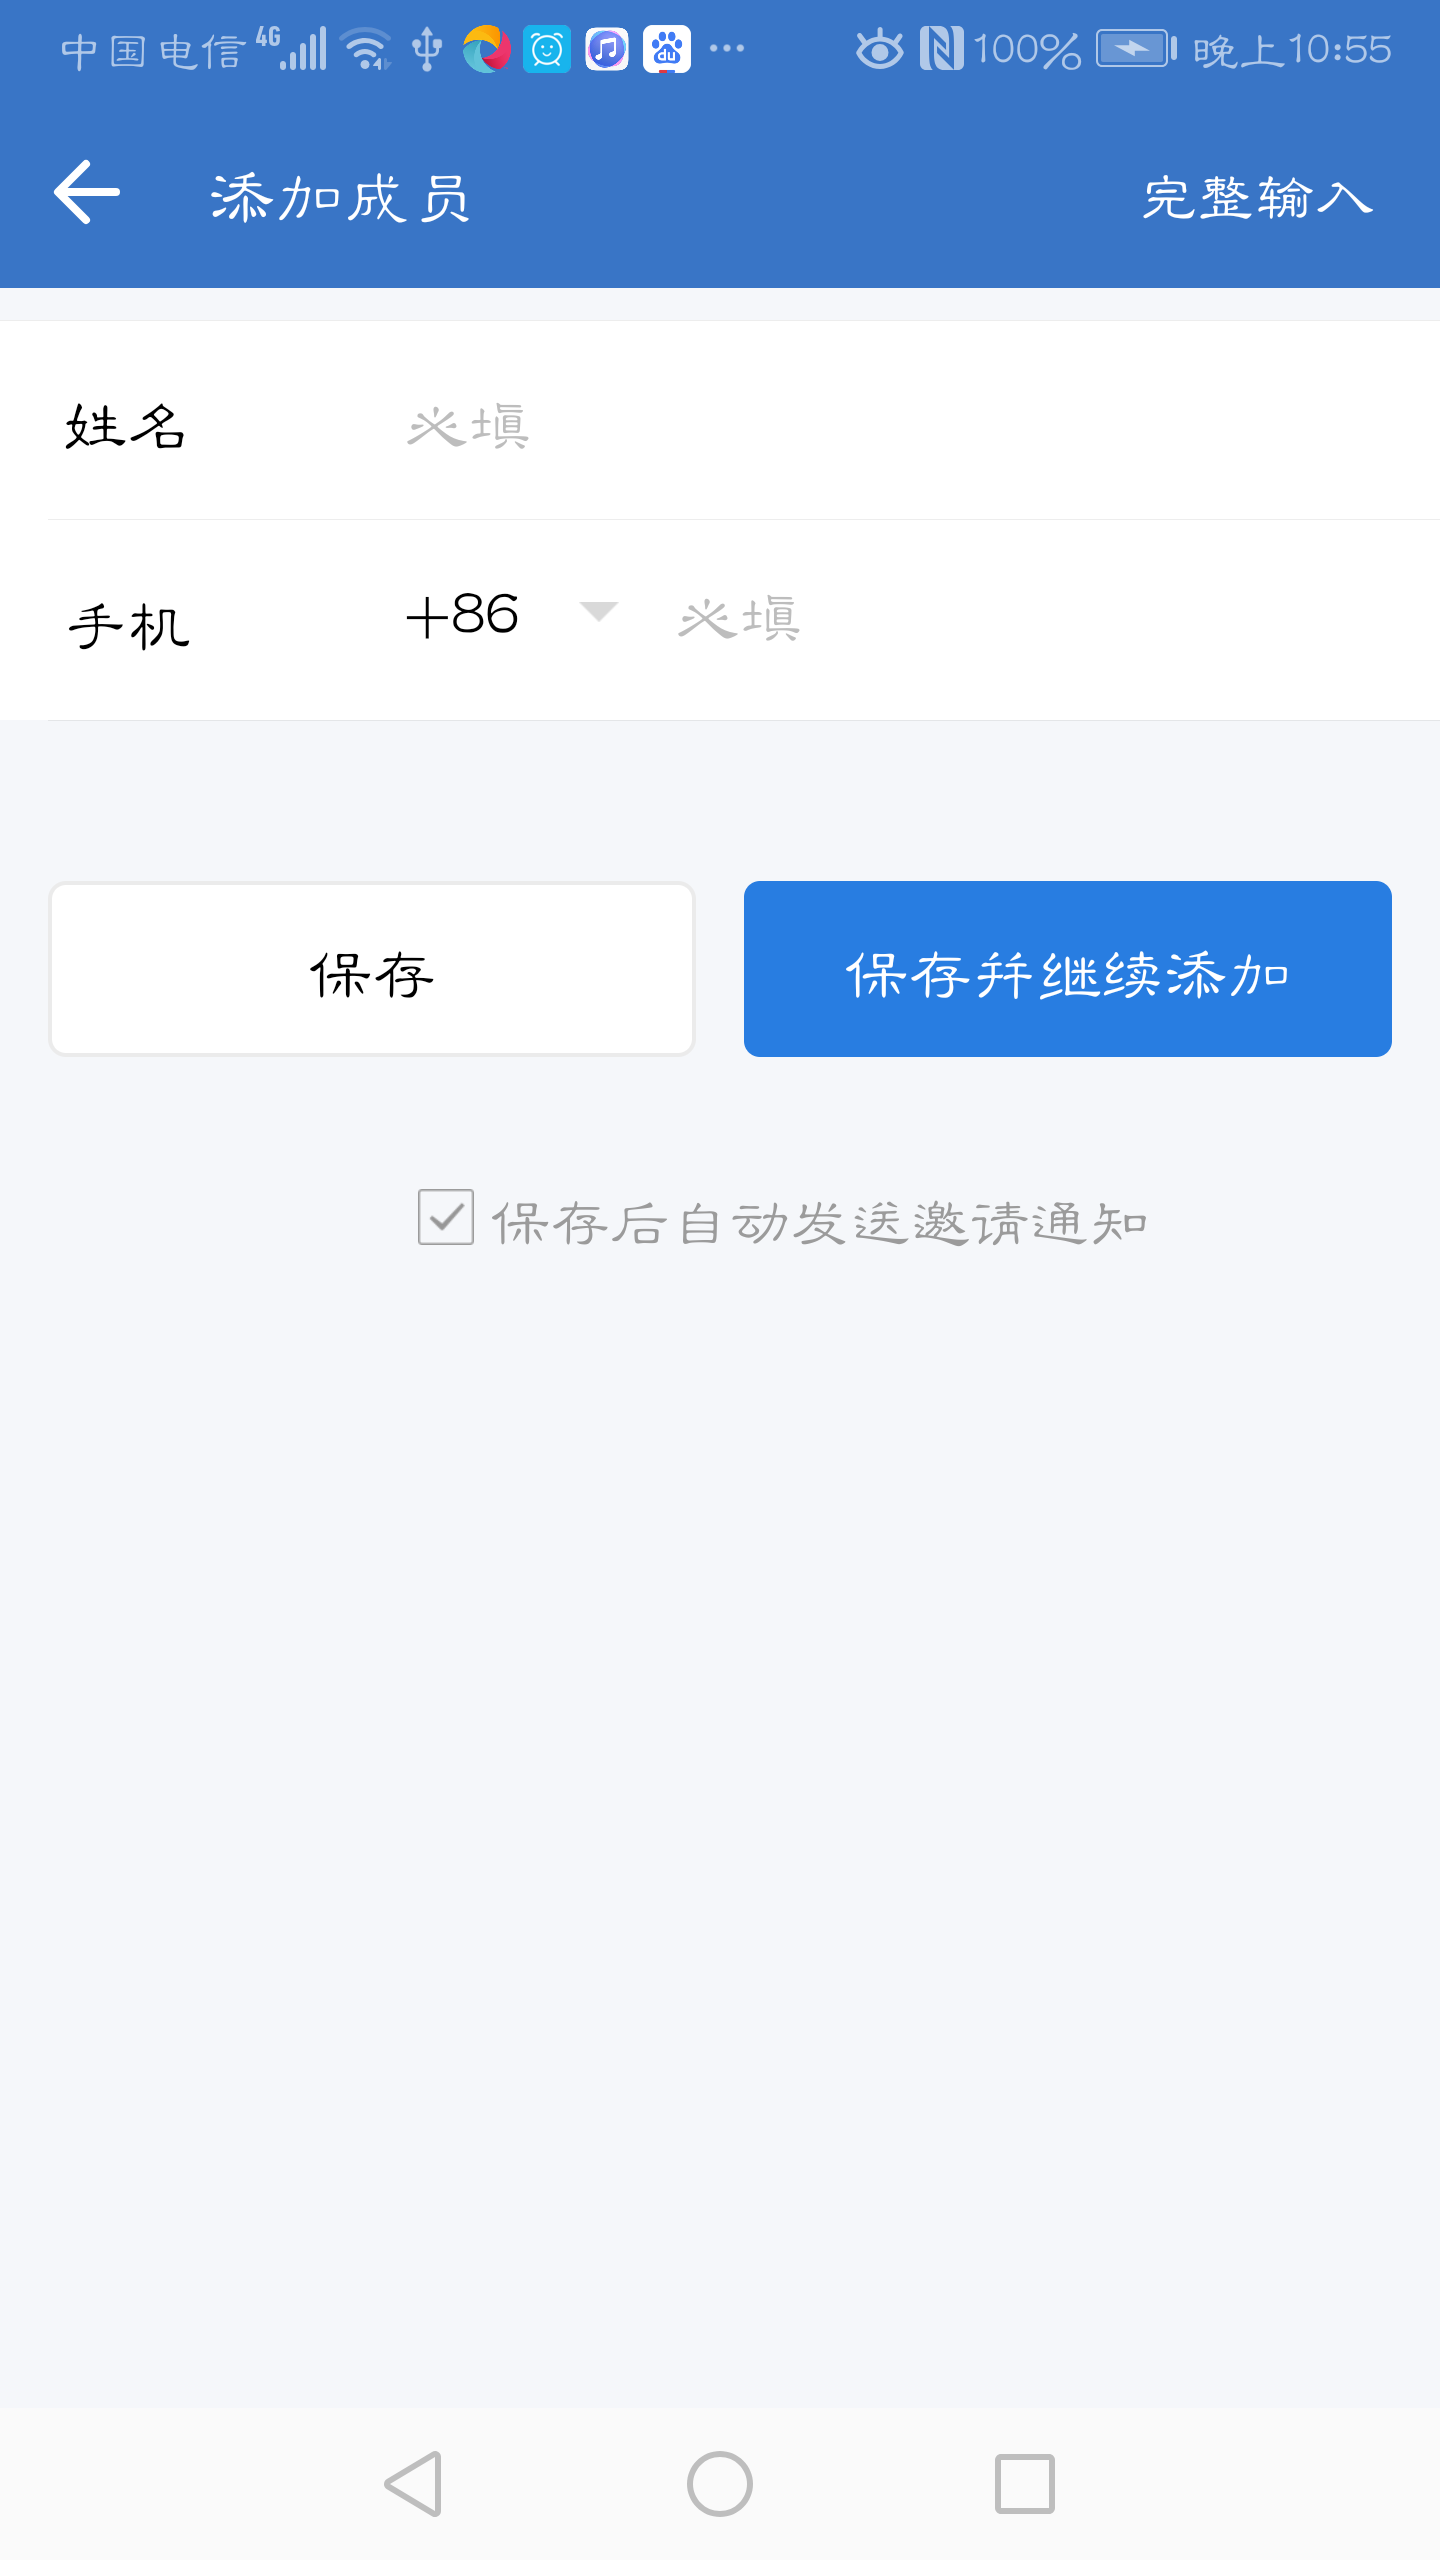 中国电信 4G 100% 晚上10:55
添加成员 完整输入
姓名 必填
手机 +86 必填
保存 保存并继续添加
保存后自动发送邀请通知